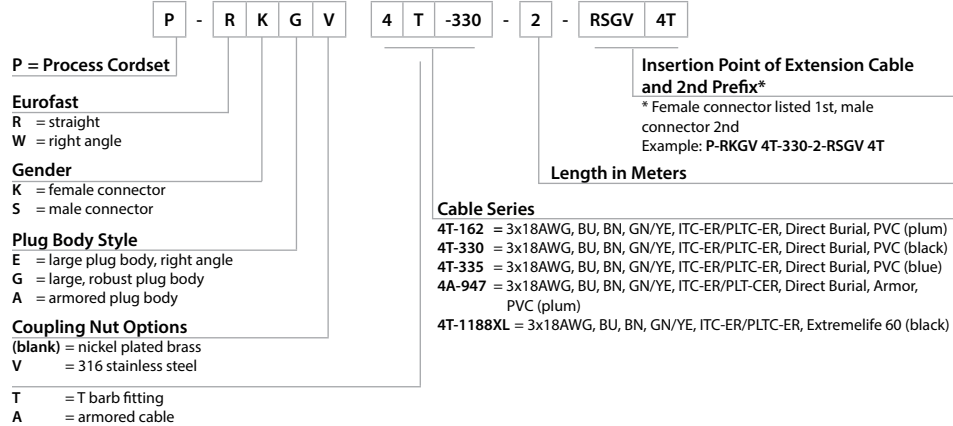 P - R K G V 4 T -330 - 2 - RSGV 4T
P = Process Cordset
Eurofast
R = straight
W = right angle
Gender
K = female connector
S = male connector
Plug Body Style
E = large plug body, right angle
G = large, robust plug body
A = armored plug body
Coupling Nut Options
(blank) = nickel plated brass
V = 316 stainless steel
T = T barb fitting
A = armored cable
Insertion Point of Extension Cable
and 2nd Prefix*
* Female connector listed 1st, male
connector 2nd
Example: P-RKGV 4T-330-2-RSGV 4T
Length in Meters
Cable Series
4T-162 = 3x18AWG, BU, BN, GN/YE, ITC-ER/PLTC-ER, Direct Burial, PVC (plum)
4T-330 = 3x18AWG, BU, BN, GN/YE, ITC-ER/PLTC-ER, Direct Burial, PVC (black)
4T-335 = 3x18AWG, BU, BN, GN/YE, ITC-ER/PLTC-ER, Direct Burial, PVC (blue)
4A-947 = 3x18AWG, BU, BN, GN/YE, ITC-ER/PLT-CER, Direct Burial, Armor,
PVC (plum)
4T-1188XL = 3x18AWG, BU, BN, GN/YE, ITC-ER/PLTC-ER, Extremelife 60 (black)